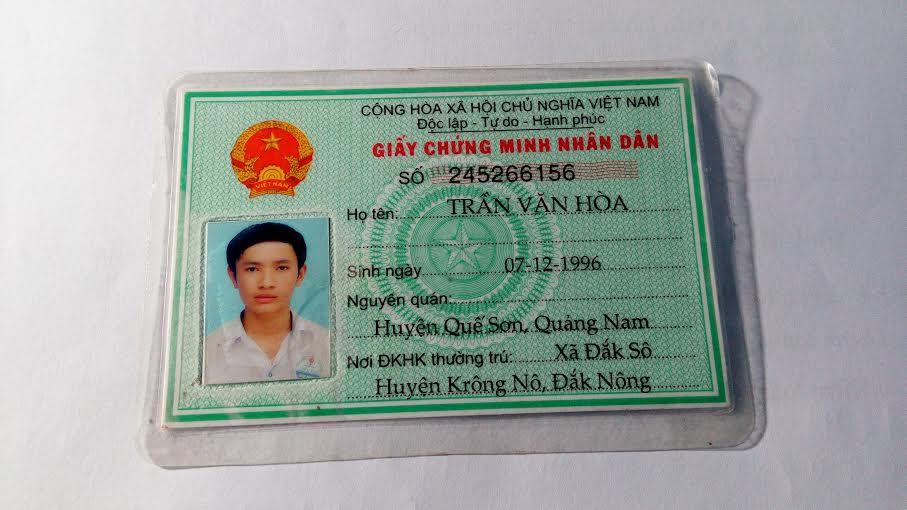 CỘNG HÒA XÃ HỘI CHỦ NGHĨA VIỆT NAM
Độc lập - Tự do - Hạnh phúc
GIẤY CHỨNG MINH NHÂN DÂN
SỐ 245266156
Họ tên: TRẦN VĂN HÒA
Sinh ngày 07-12-1996
Nguyên quán:
Huyện Quế Sơn, Quảng Nam
Nơi ĐKHK thường trú: Xã Đắk Sô
Huyện Krông Nô, Đắk Nông
VIỆT NAM